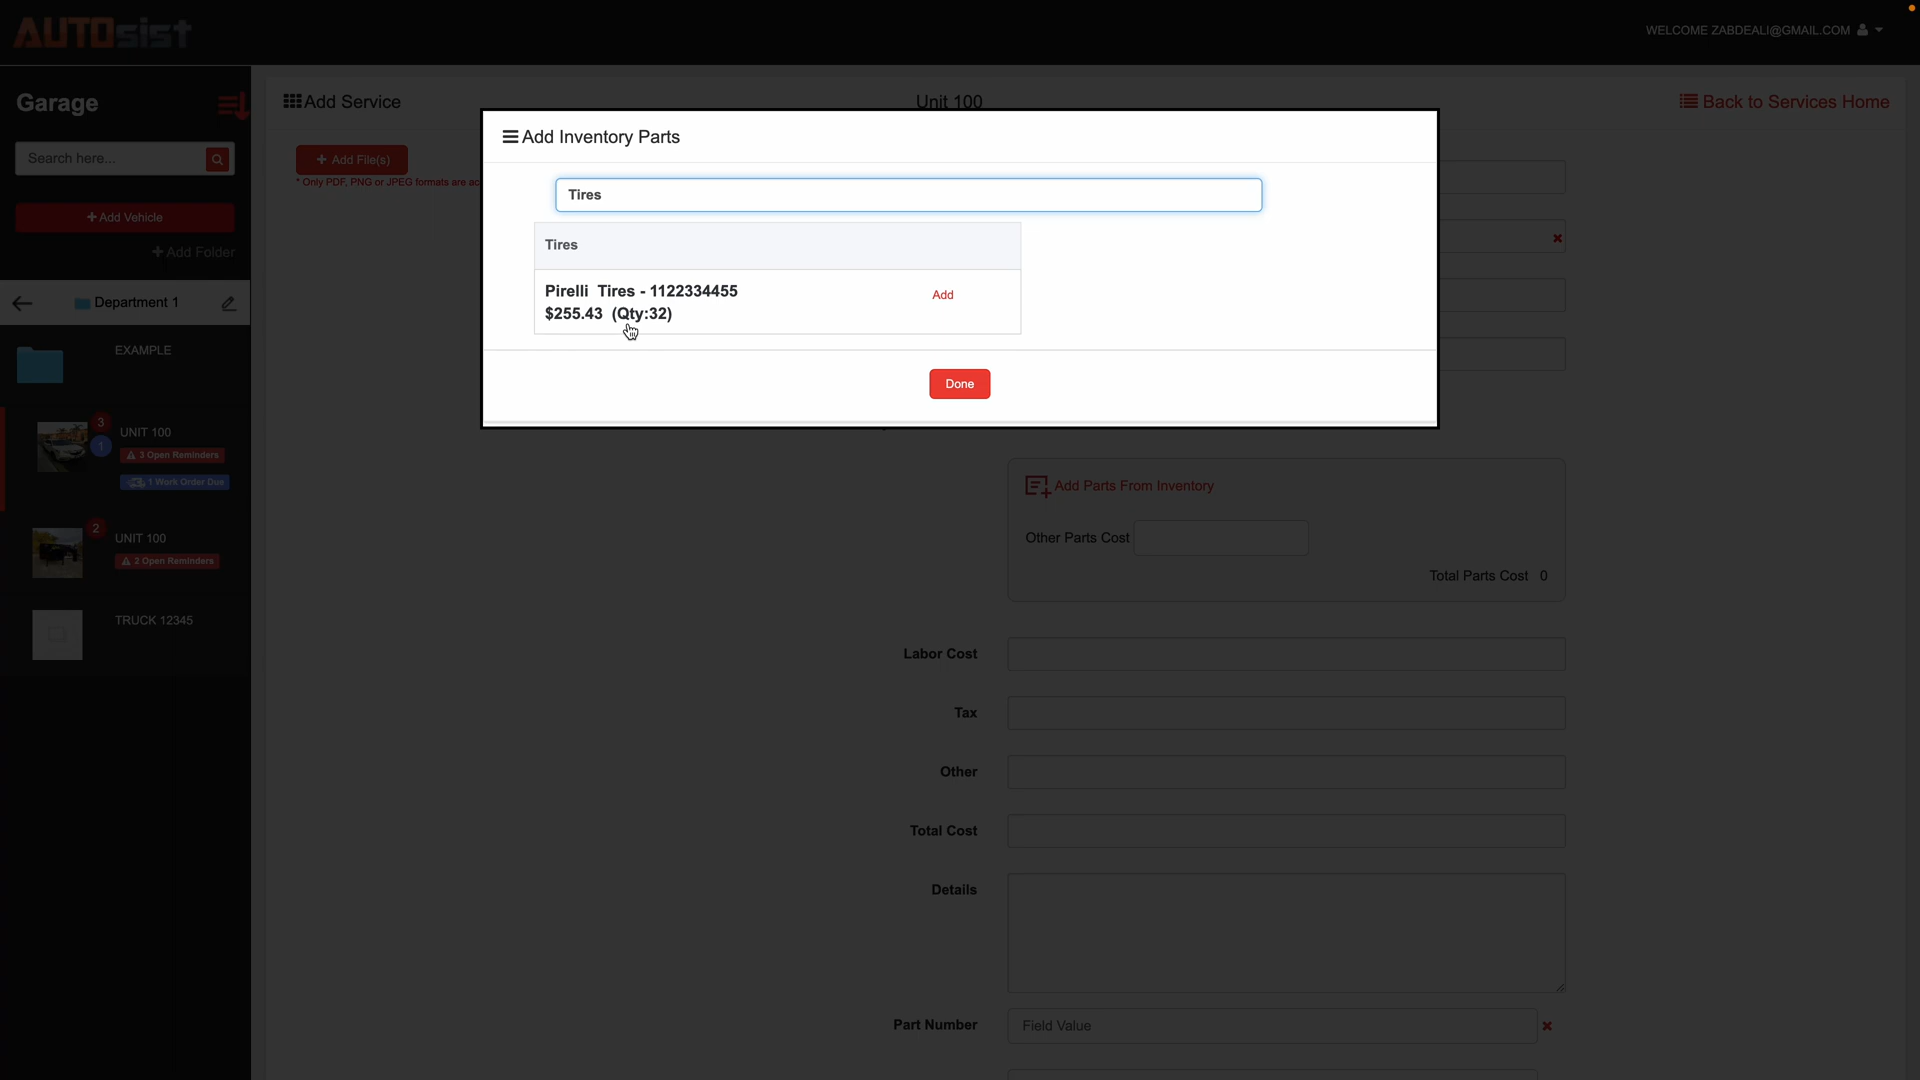 AUTOsist
WELCOME ZABDEALI@GMAIL.COM
Garage
Add Service
Unit 100
Back to Services Home
Search here...
+ Add File(s)
* Only PDF, PNG or JPEG formats are ac
+ Add Vehicle
+ Add Folder
Department 1
EXAMPLE
3
1
UNIT 100
3 Open Reminders
1 Work Order Due
2
UNIT 100
2 Open Reminders
TRUCK 12345
Add Inventory Parts
Tires
Tires
Pirelli Tires - 1122334455
$255.43 (Qty:32)
Add
Done
Add Parts From Inventory
Other Parts Cost
Total Parts Cost 0
Labor Cost
Tax
Other
Total Cost
Details
Part Number
Field Value